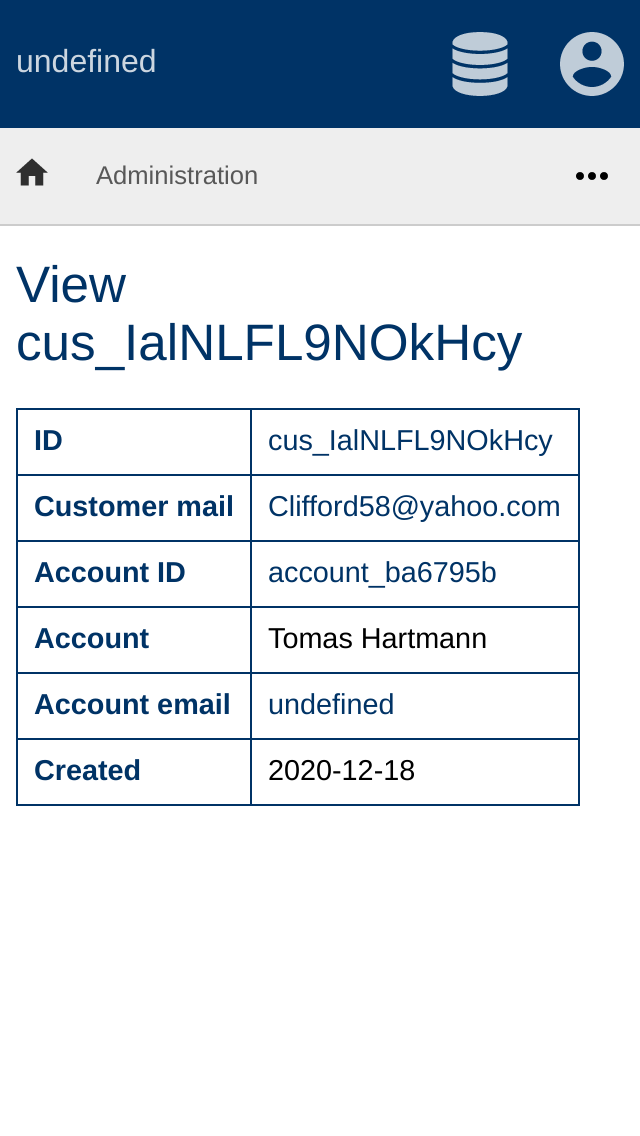 undefined
Administration
View
cus_IalNLFL9NOkHcy
ID cus_IalNLFL9NOkHcy
Customer mail Clifford58@yahoo.com
Account ID account_ba6795b
Account Tomas Hartmann
Account email undefined
Created 2020-12-18